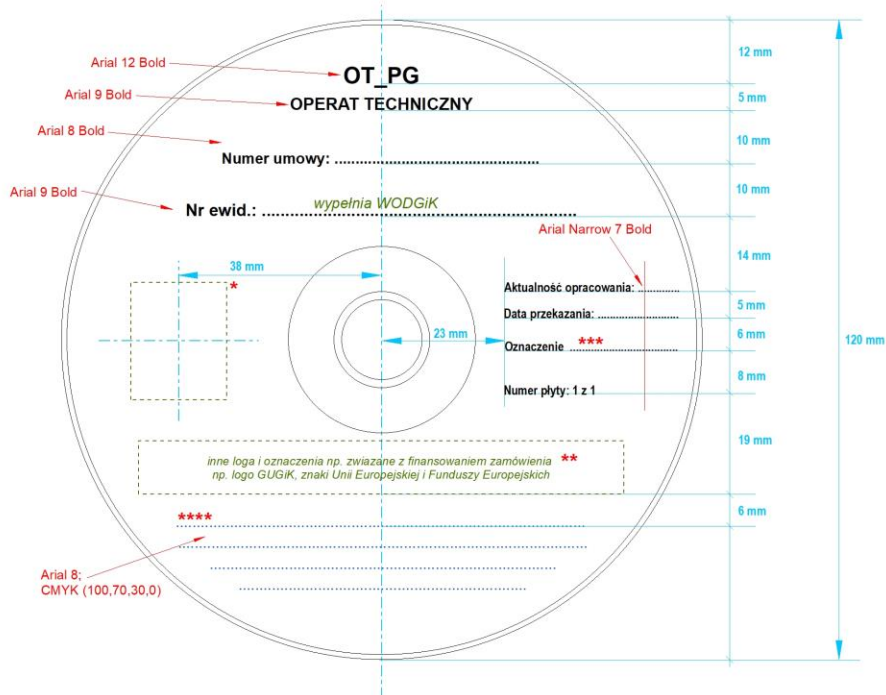 12 mm
Arial 12 Bold
OT_PG
Arial 9 Bold
OPERAT TECHNICZNY
5 mm
Arial 8 Bold
10 mm
Numer umowy: ........................................
10 mm
Arial 9 Bold
Nr ewid.: ........................................
wypełnia WODGiK
Arial Narrow 7 Bold
14 mm
38 mm
*
Aktualność opracowania: ............
5 mm
Data przekazania: ........................
6 mm
23 mm
Oznaczenie ***................................
120 mm
8 mm
Numer płyty: 1 z 1
19 mm
inne loga i oznaczenia np. zwiazane z finansowaniem zamówienia **
np. logo GUGiK, znaki Unii Europejskiej i Funduszy Europejskich
6 mm
****
Arial 8;
CMYK (100,70,30,0)